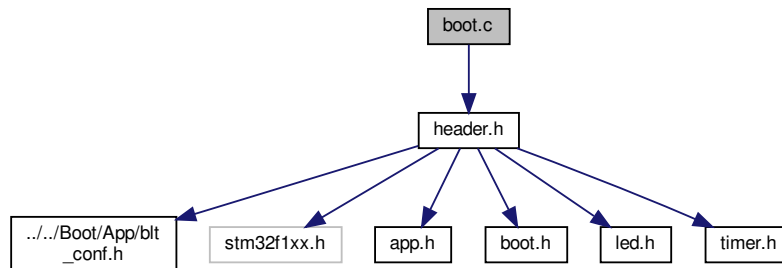 boot.c
header.h
../../Boot/App/blt
_conf.h
stm32f1xx.h
app.h
boot.h
led.h
timer.h